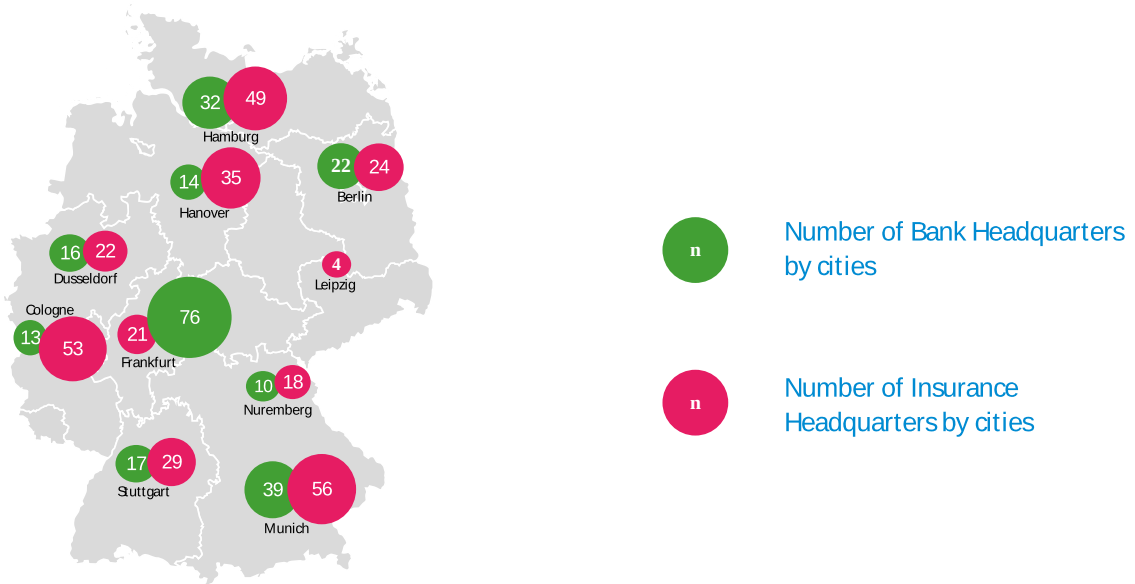 32
49
Hamburg
22
24
Berlin
14
35
Hanover
16
22
Dusseldorf
4
Leipzig
Cologne
13
53
76
21
Frankfurt
10
18
Nuremberg
17
29
Stuttgart
39
56
Munich
n
Number of Bank Headquarters
by cities
n
Number of Insurance
Headquarters by cities